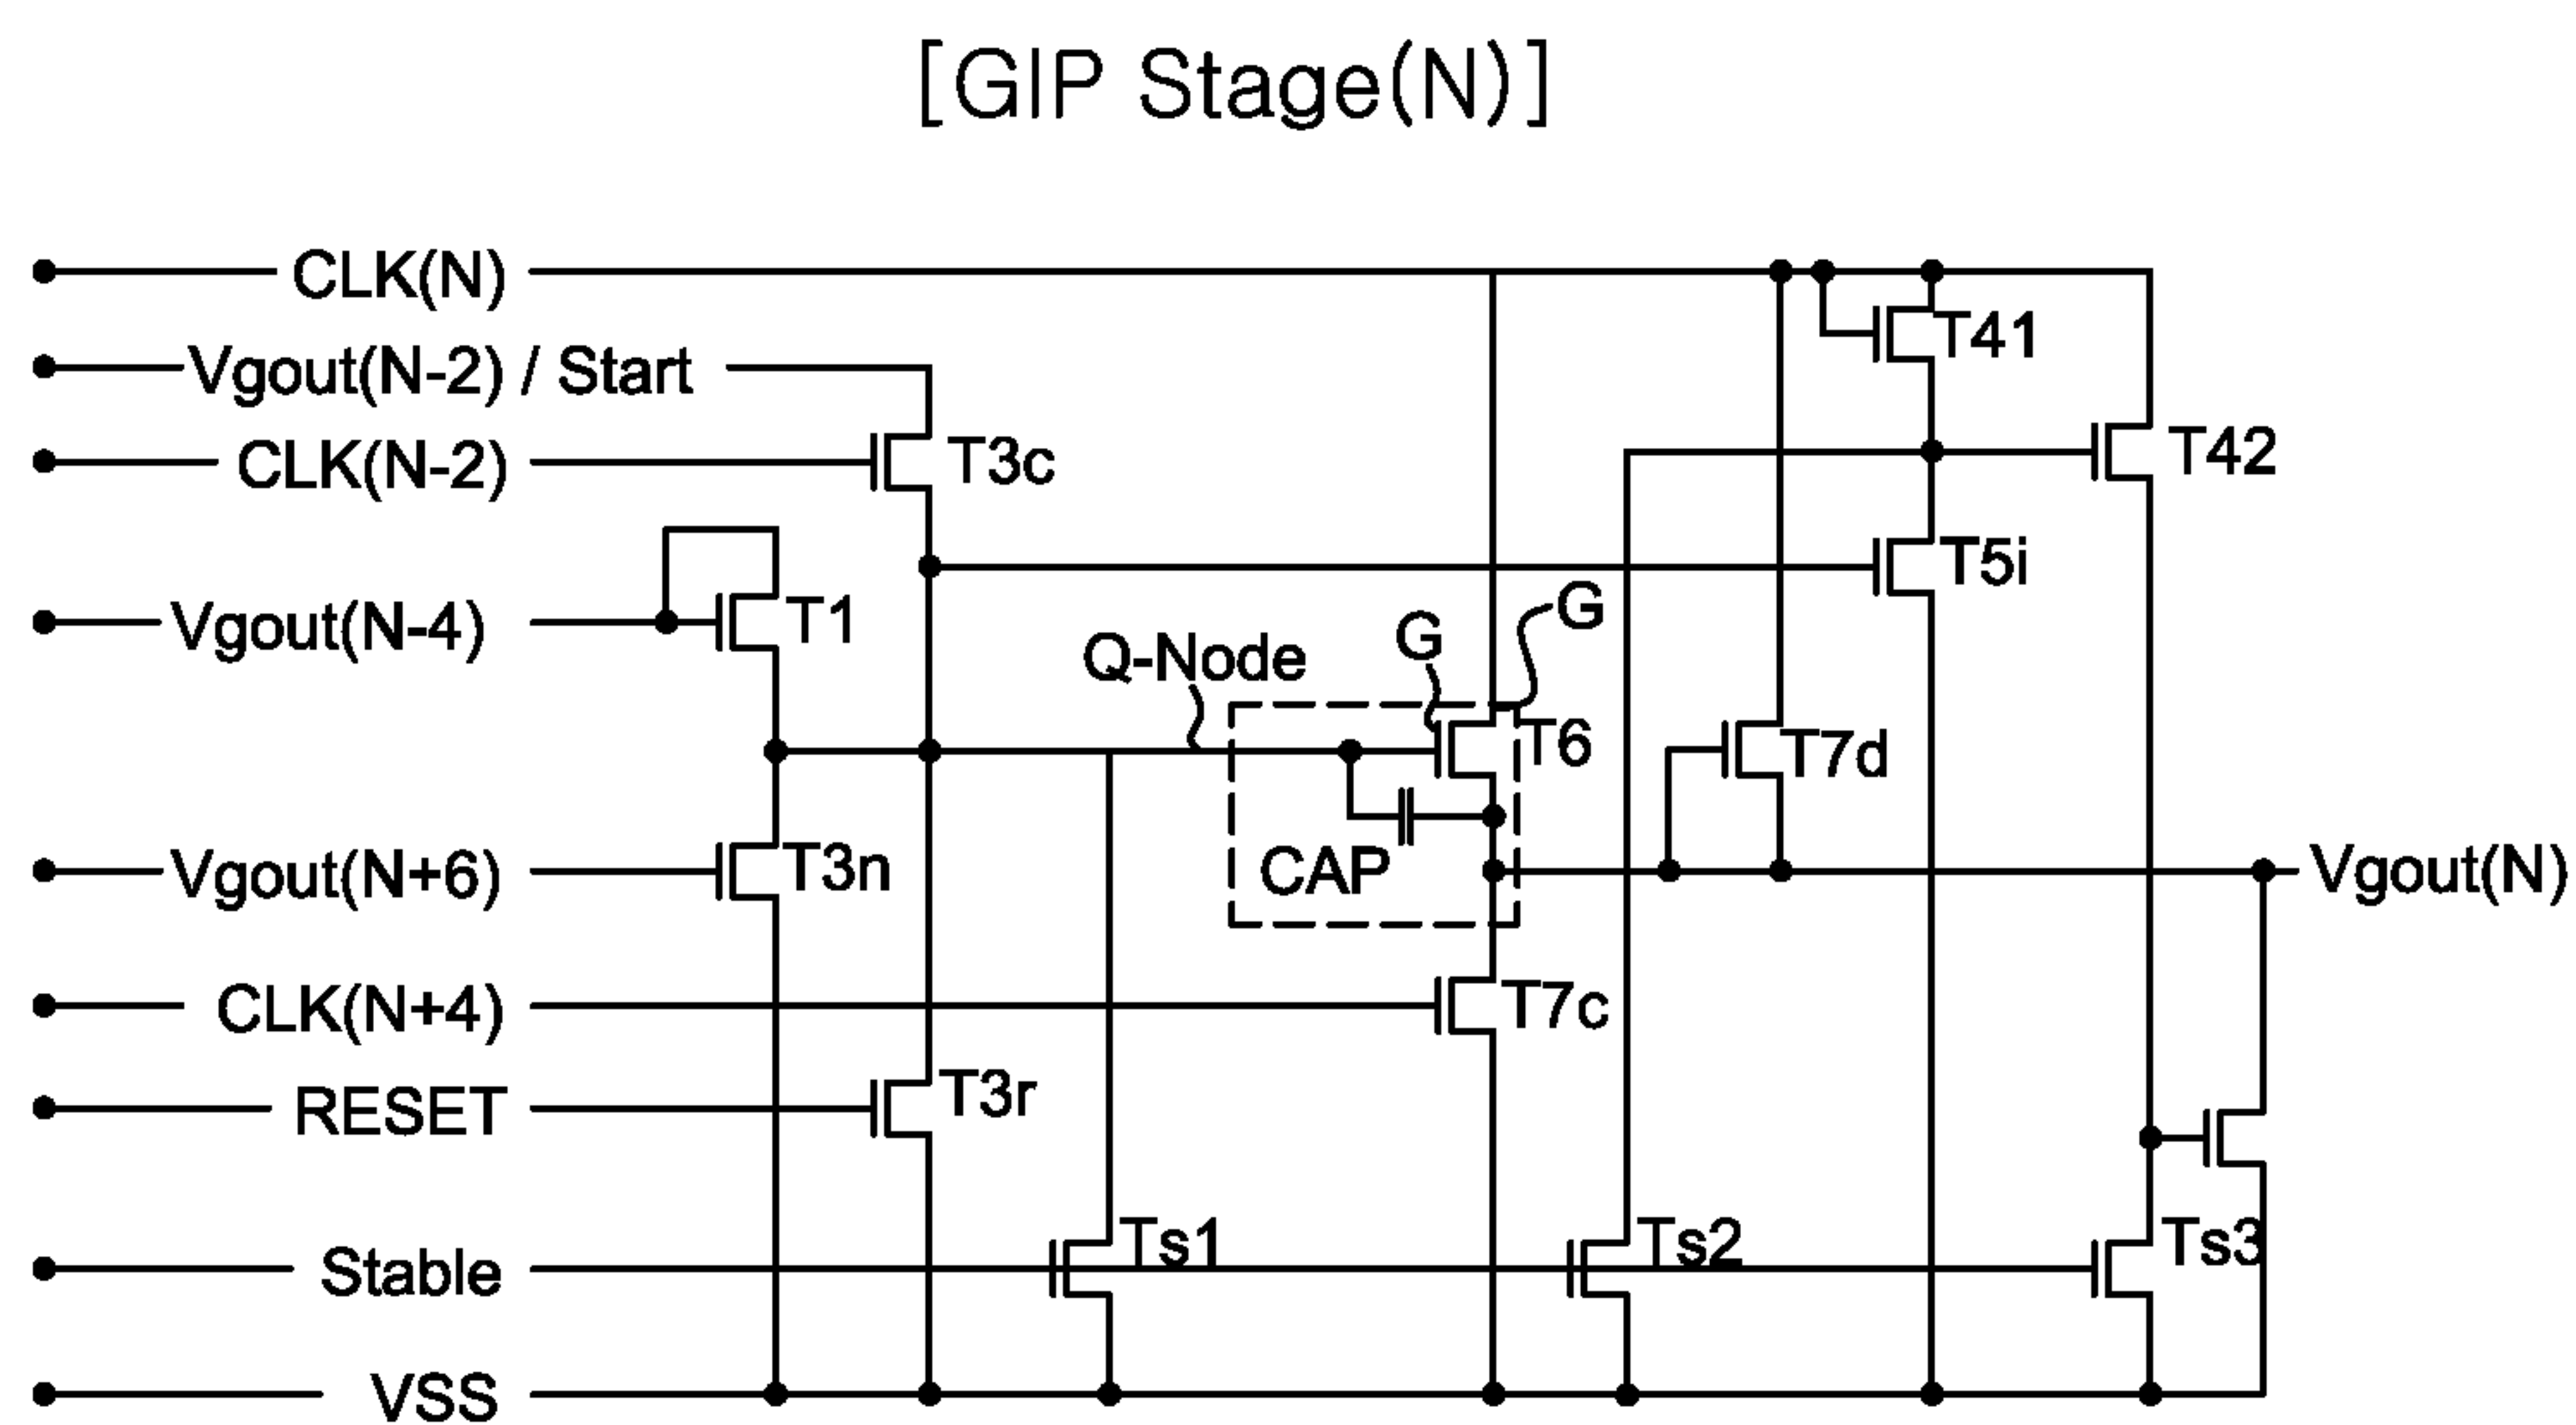 [GIP Stage(N)]
CLK(N)
T41
Vgout(N-2) / Start
CLK(N-2)
T3c
T42
T5i
Vgout(N-4)
T1
G
G
Q-Node
T6
T7d
Vgout(N+6)
T3n
CAP
Vgout(N)
CLK(N+4)
T7c
RESET
T3r
Stable
Ts1
Ts2
Ts3
VSS